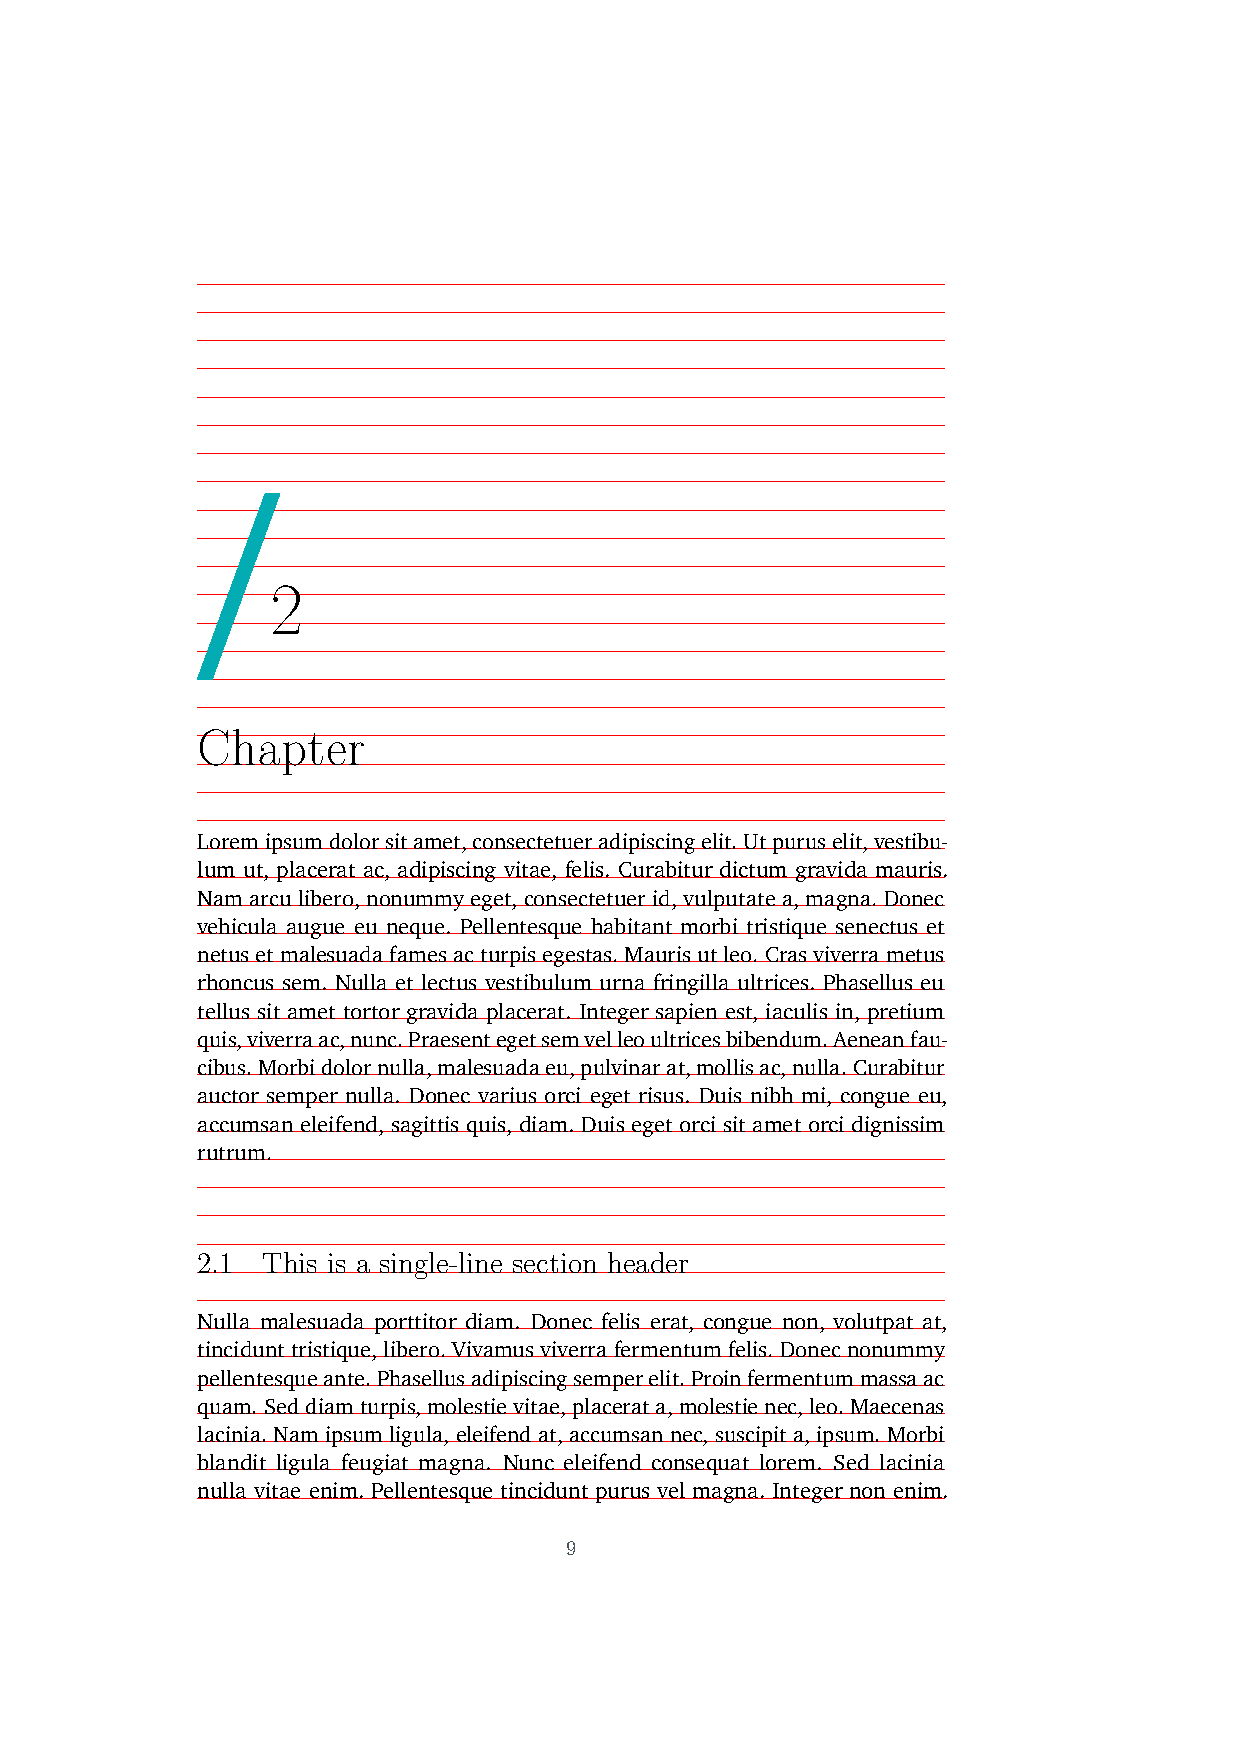 2
Chapter
Lorem ipsum dolor sit amet, consectetuer adipiscing elit. Ut purus elit, vestibu-
lum ut, placerat ac, adipiscing vitae, felis. Curabitur dictum gravida mauris.
Nam arcu libero, nonummy eget, consectetuer id, vulputate a, magna. Donec
vehicula augue eu neque. Pellentesque habitant morbi tristique senectus et
netus et malesuada fames ac turpis egestas. Mauris ut leo. Cras viverra metus
rhoncus sem. Nulla et lectus vestibulum urna fringilla ultrices. Phasellus eu
tellus sit amet tortor gravida placerat. Integer sapien est, iaculis in, pretium
quis, viverra ac, nunc. Praesent eget sem vel leo ultrices bibendum. Aenean fau-
cibus. Morbi dolor nulla, malesuada eu, pulvinar at, mollis ac, nulla. Curabitur
auctor semper nulla. Donec varius orci eget risus. Duis nibh mi, congue eu,
accumsan eleifend, sagittis quis, diam. Duis eget orci sit amet orci dignissim
rutrum.
2.1 This is a single-line section header
Nulla malesuada porttitor diam. Donec felis erat, congue non, volutpat at,
tincidunt tristique, libero. Vivamus viverra fermentum felis. Donec nonummy
pellentesque ante. Phasellus adipiscing semper elit. Proin fermentum massa ac
quam. Sed diam turpis, molestie vitae, placerat a, molestie nec, leo. Maecenas
lacinia. Nam ipsum ligula, eleifend at, accumsan nec, suscipit a, ipsum. Morbi
blandit ligula feugiat magna. Nunc eleifend consequat lorem. Sed lacinia
nulla vitae enim. Pellentesque tincidunt purus vel magna. Integer non enim.
9